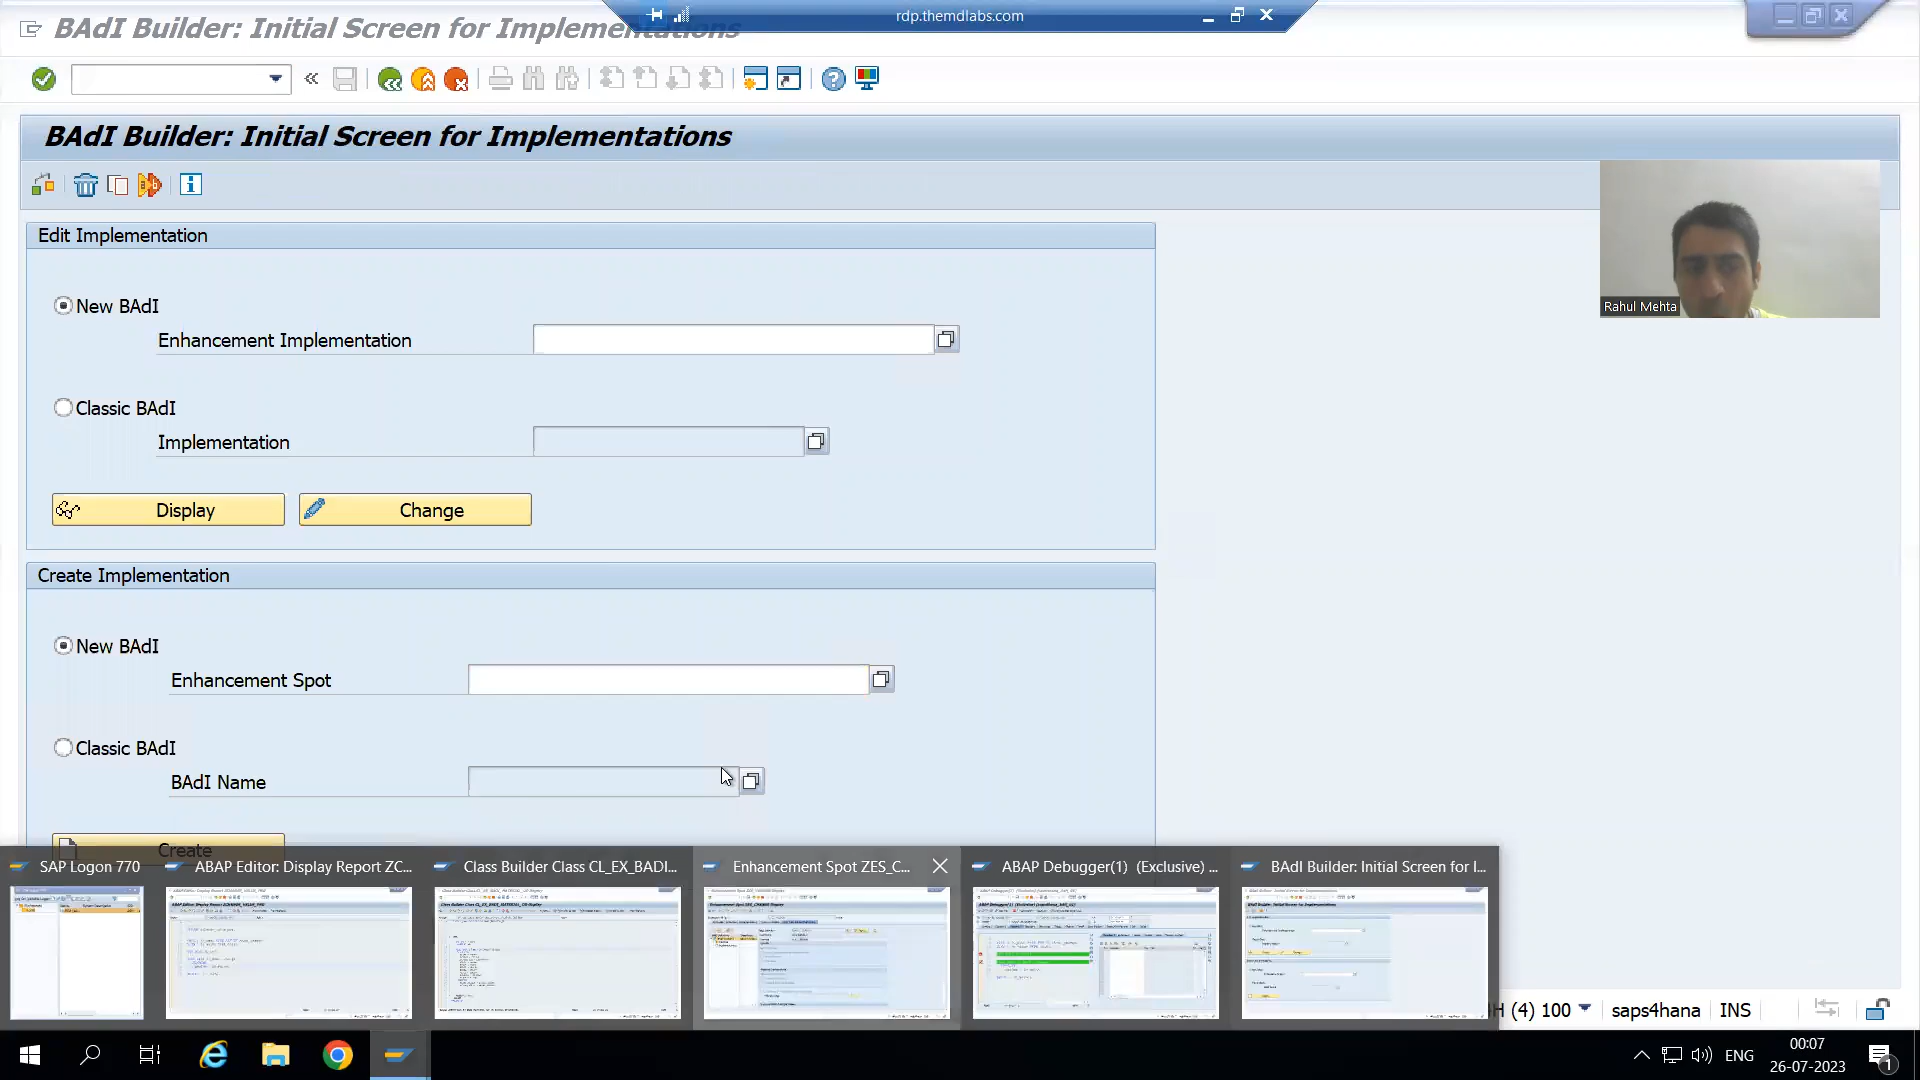 BAdI Builder: Initial Screen for Implementations
rdp.themdlabs.com
BAdI Builder: Initial Screen for Implementations
Edit Implementation
New BAdI
Enhancement Implementation
Classic BAdI
Implementation
Display
Change
Rahul Mehta
Create Implementation
New BAdI
Enhancement Spot
Classic BAdI
BAdI Name
Create
SAP Logon 770
ABAP Editor: Display Report ZC...
Class Builder Class CL_EX_BADI...
Enhancement Spot ZES_C...
ABAP Debugger(1) (Exclusive) ...
BAdI Builder: Initial Screen for I...
(4) 100
saps4hana
INS
ENG
00:07
26-07-2023
1